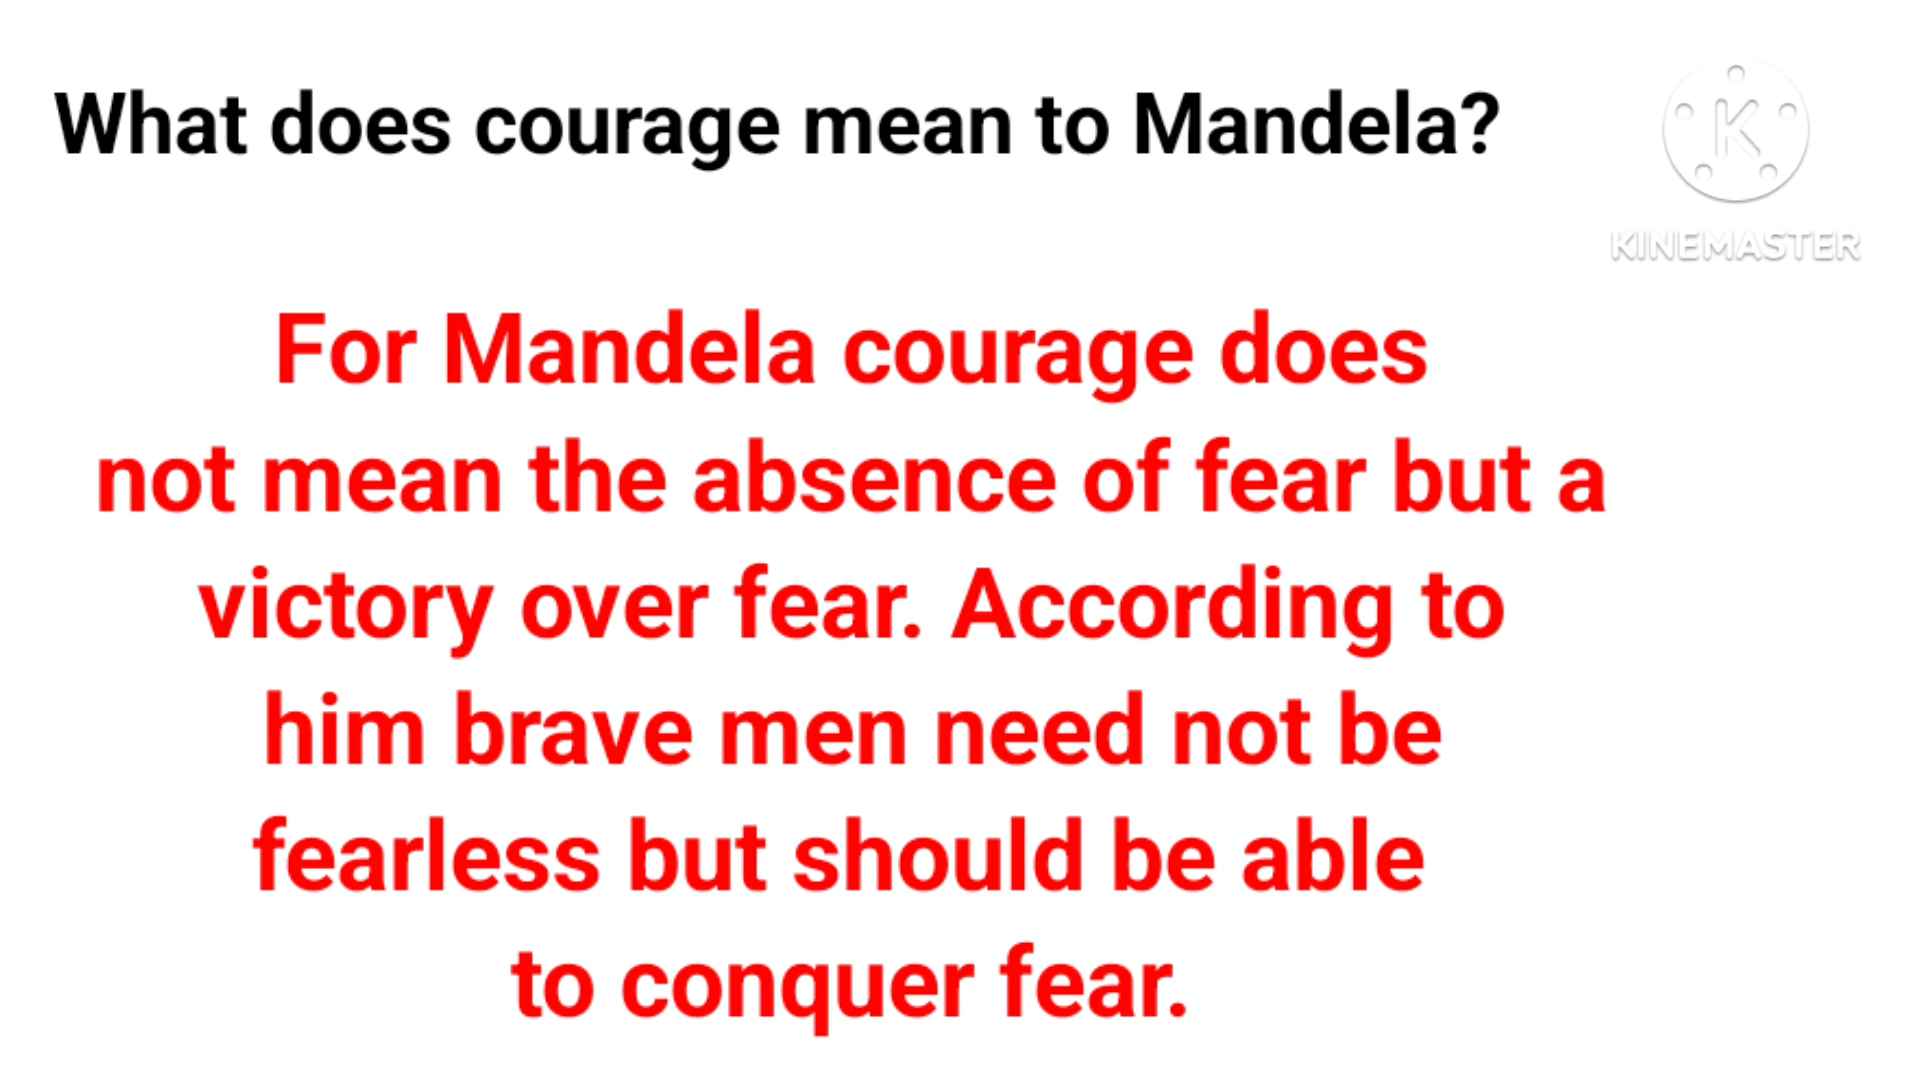 What does courage mean to Mandela?
K
KINEMASTER
For Mandela courage does
not mean the absence of fear but a
victory over fear. According to
him brave men need not be
fearless but should be able
to conquer fear.